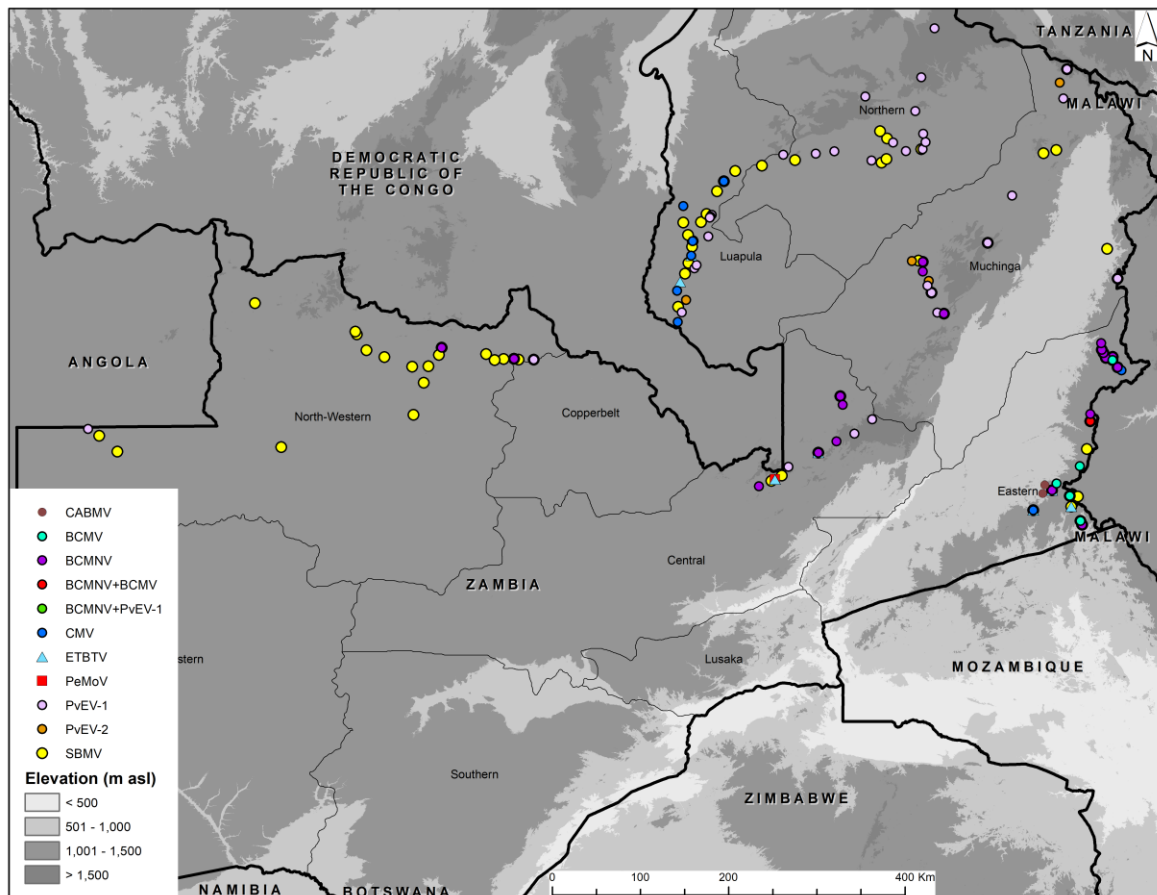 TANZANIA
N
MALAWI
Northern
DEMOCRATIC
REPUBLIC OF
THE CONGO
Luapula
Muchinga
ANGOLA
North-Western
Copperbelt
Eastern
MALAWI
Central
ZAMBIA
stern
Lusaka
MOZAMBIQUE
Southern
ZIMBABWE
NAMIBIA
BOTSWANA
CABMV
BCMV
BCMNV
BCMNV+BCMV
BCMNV+PvEV-1
CMV
ETBTV
PeMoV
PvEV-1
PvEV-2
SBMV
Elevation (m asl)
< 500
501 - 1,000
1,001 - 1,500
> 1,500
0 100 200 400 Km